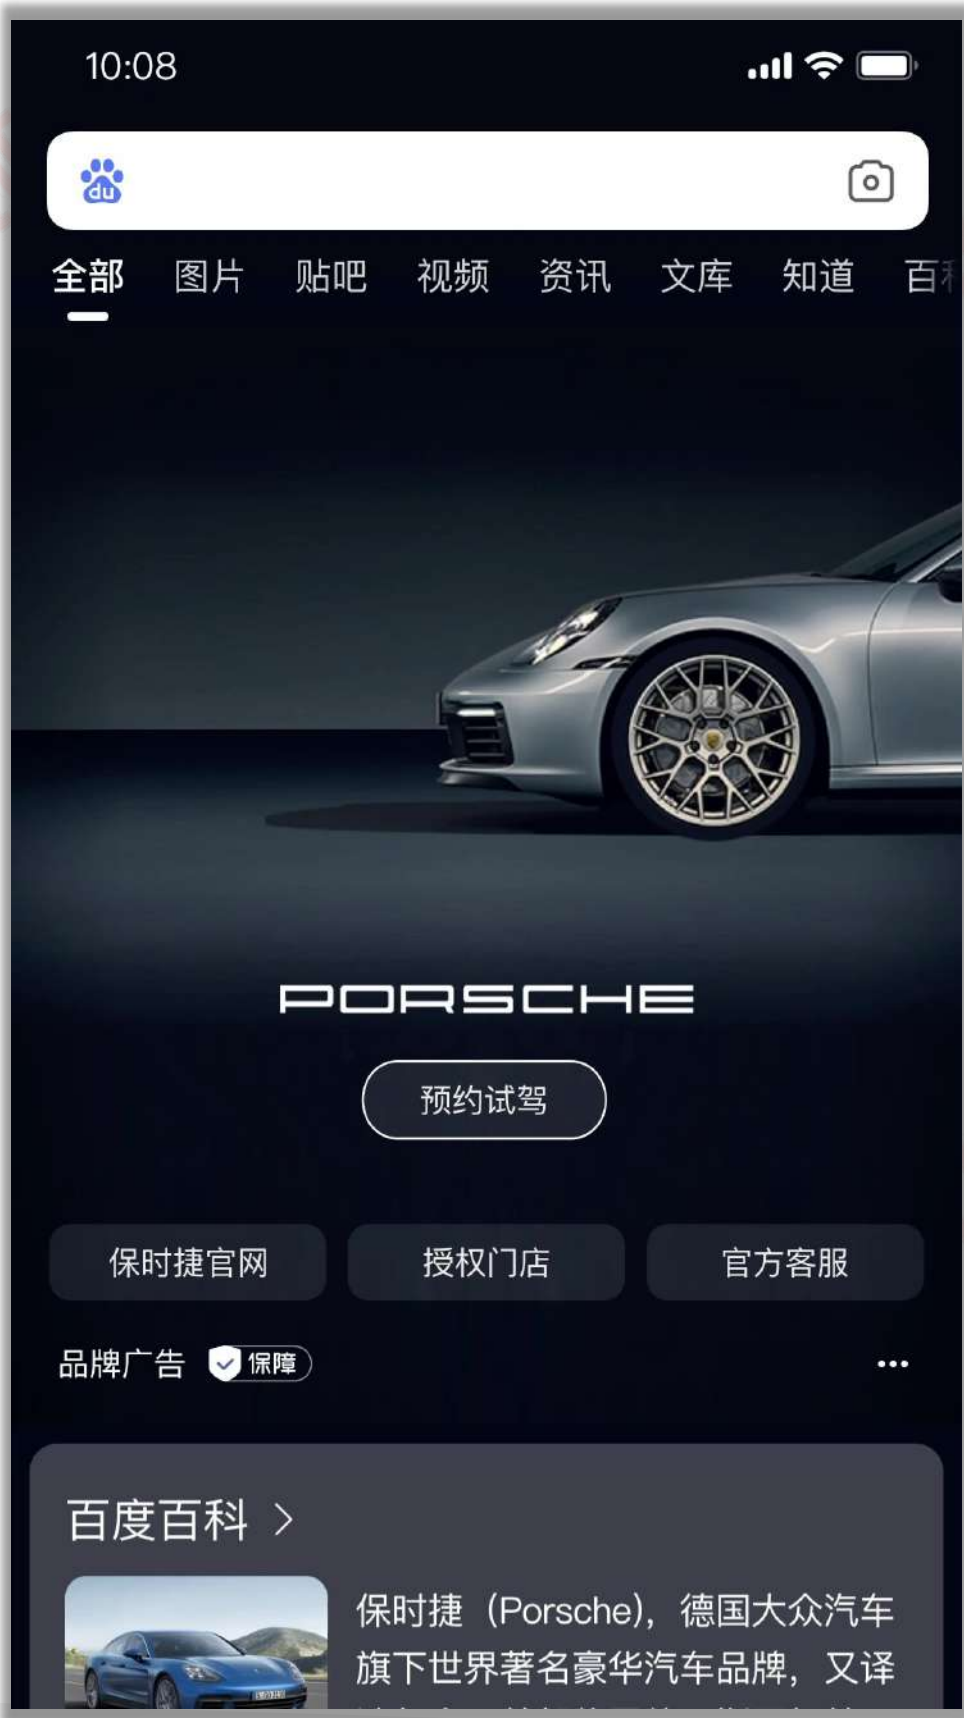 10:08
du
全部 图片 贴吧 视频 资讯 文库 知道 百
PORSCHE
预约试驾
保时捷官网 授权门店 官方客服
品牌广告 保障
百度百科
保时捷（Porsche)，德国大众汽车
旗下世界著名豪华汽车品牌，又译